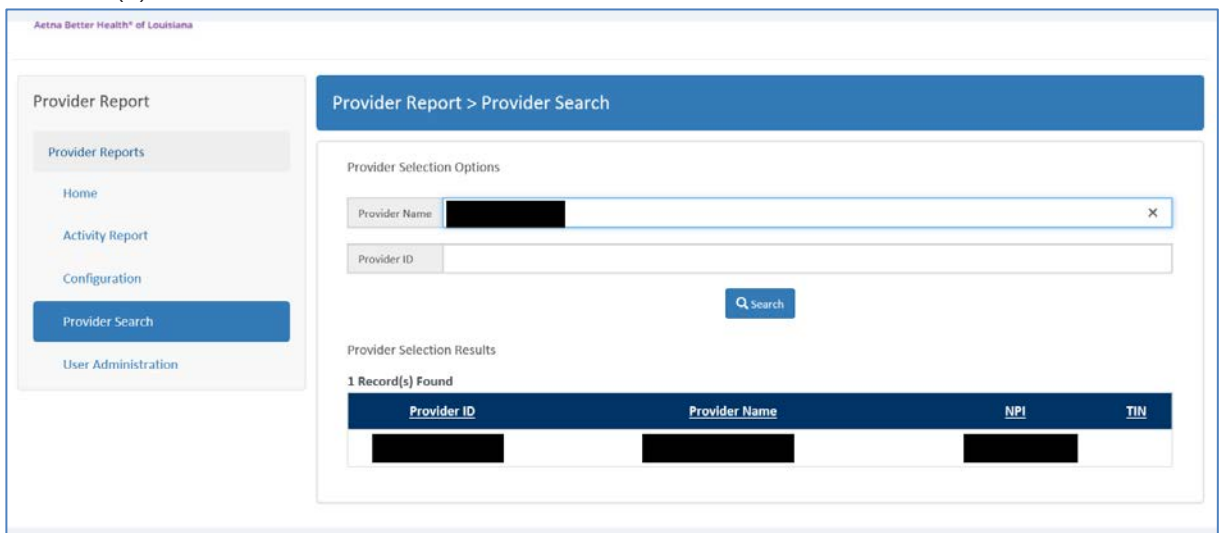 (s)
Aetna Better Health® of Louisiana
Provider Report
Provider Reports
Home
Activity Report
Configuration
Provider Search
User Administration
Provider Report > Provider Search
Provider Selection Options
Provider Name
×
Provider ID
Search
Provider Selection Results
1 Record(s) Found
Provider ID Provider Name NPI TIN